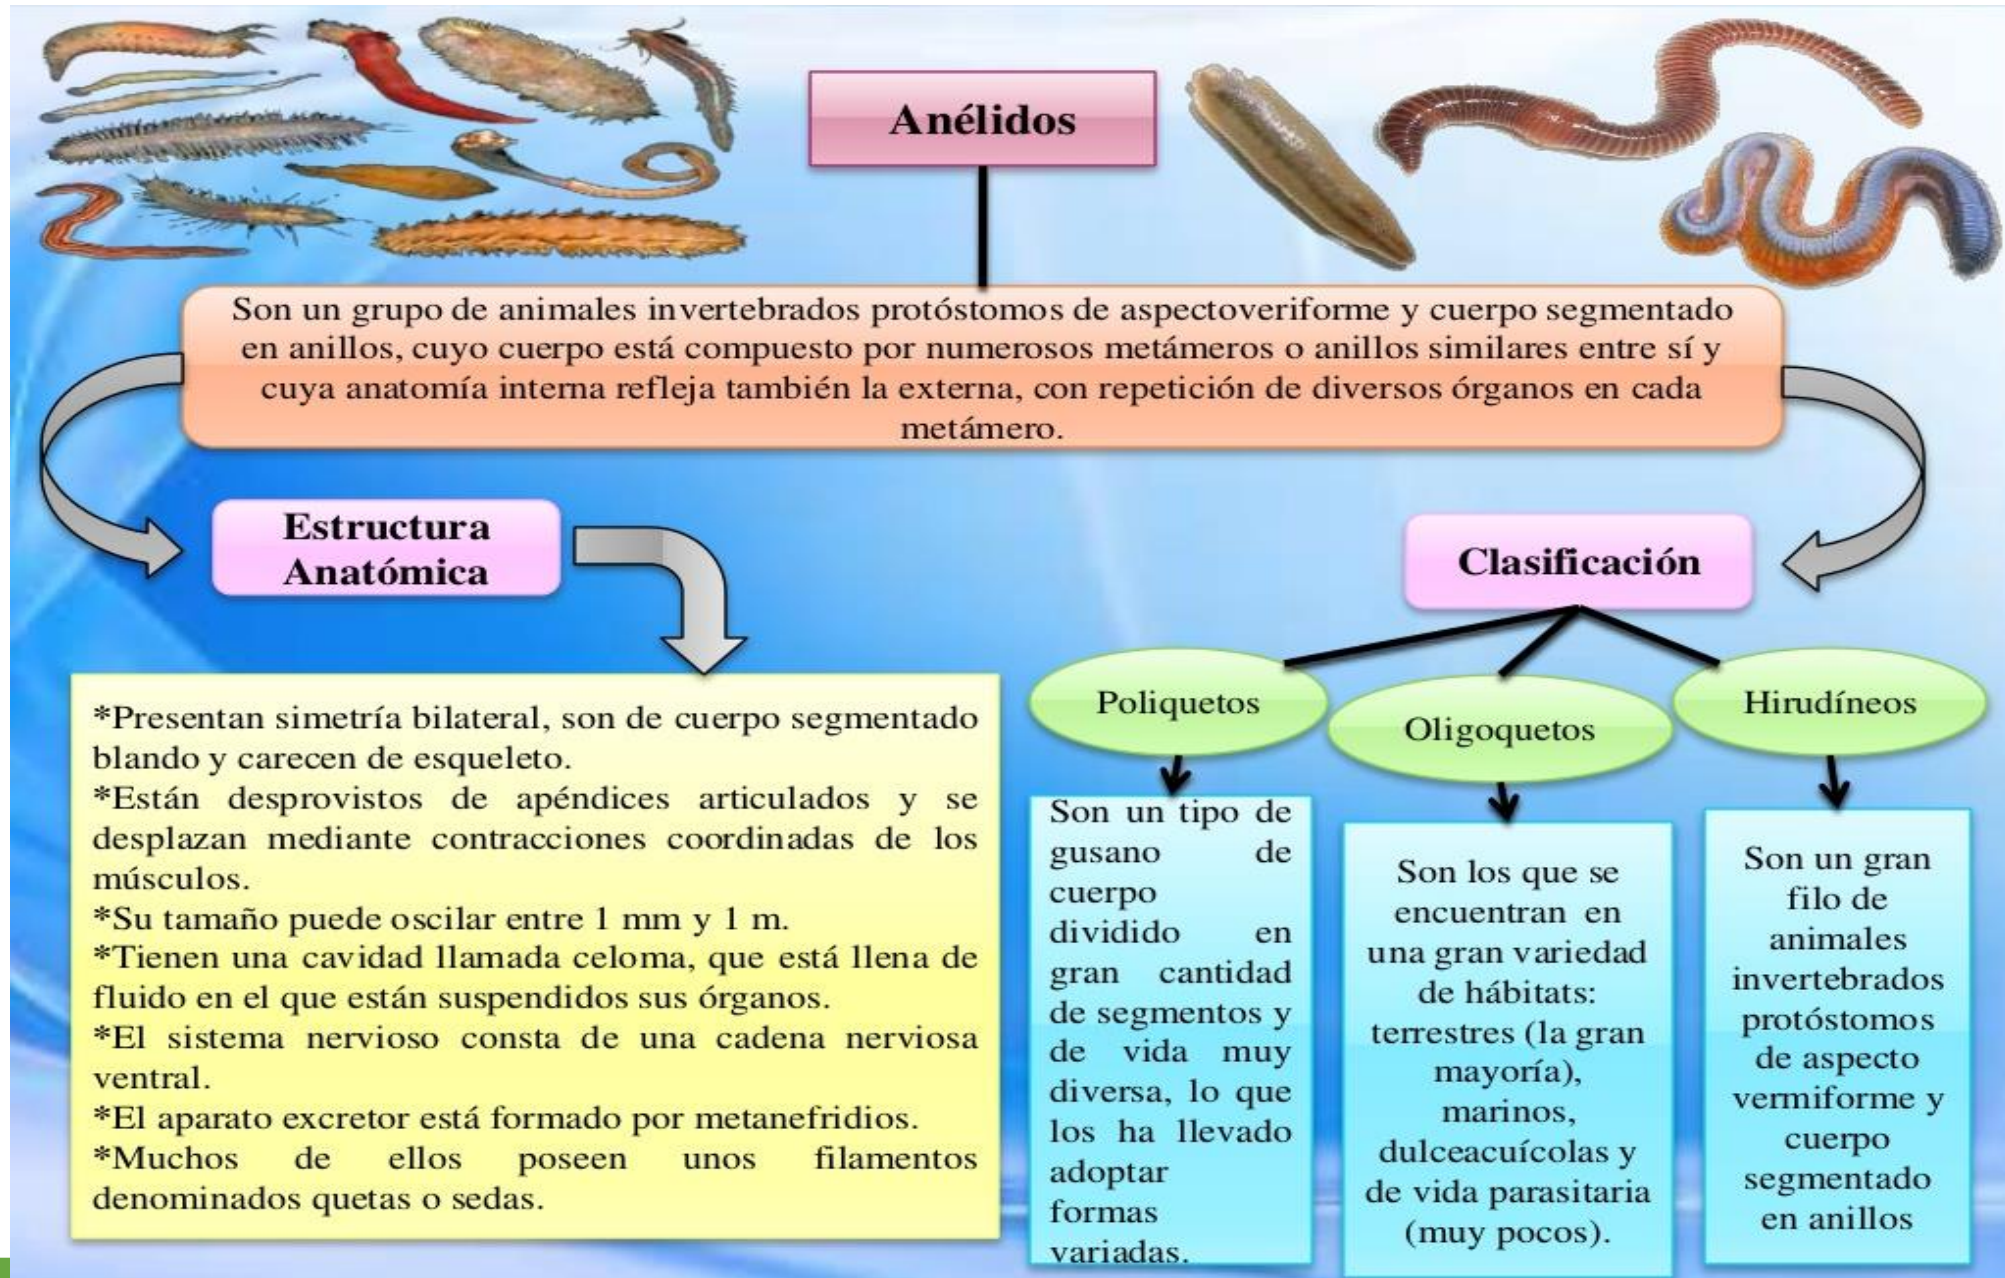 Anélidos
Son un grupo de animales invertebrados protóstomos de aspectoveriforme y cuerpo segmentado
en anillos, cuyo cuerpo está compuesto por numerosos metámeros o anillos similares entre sí y
cuya anatomía interna refleja también la externa, con repetición de diversos órganos en cada
metámero.
Estructura
Anatómica
*Presentan simetría bilateral, son de cuerpo segmentado
blando y carecen de esqueleto.
*Están desprovistos de apéndices articulados y se
desplazan mediante contracciones coordinadas de los
músculos.
*Su tamaño puede oscilar entre 1 mm y 1 m.
*Tienen una cavidad llamada celoma, que está llena de
fluido en el que están suspendidos sus órganos.
*El sistema nervioso consta de una cadena nerviosa
ventral.
*El aparato excretor está formado por metanefridios.
*Muchos de ellos poseen unos filamentos
denominados quetas o sedas.
Clasificación
Poliquetos
Son un tipo de
gusano de
cuerpo
dividido en
gran cantidad
de segmentos y
de vida muy
diversa, lo que
los ha llevado
adoptar
formas
variadas.
Oligoquetos
Son los que se
encuentran en
una gran variedad
de hábitats:
terrestres (la gran
mayoría),
marinos,
dulceacuícolas y
de vida parasitaria
(muy pocos).
Hirudíneos
Son un gran
filo de
animales
invertebrados
protóstomos
de aspecto
vermiforme y
cuerpo
segmentado
en anillos